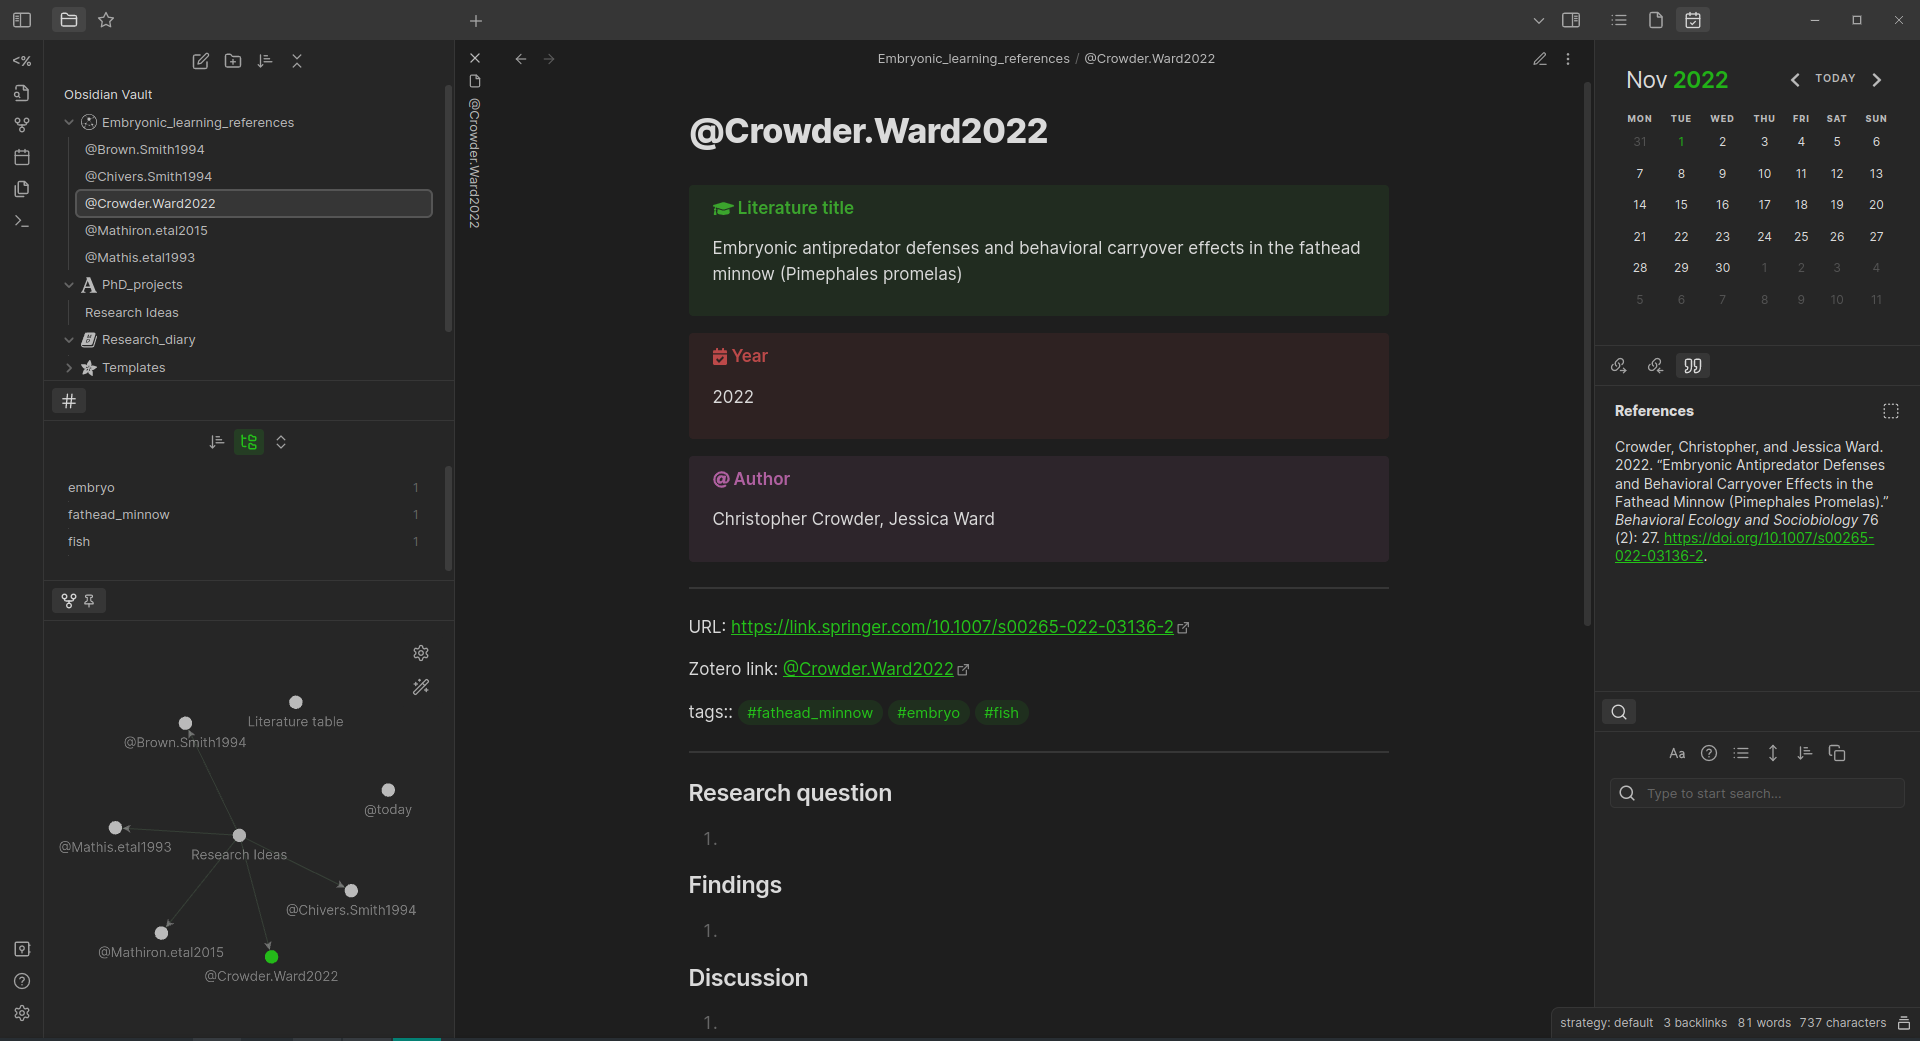 <%
Obsidian Vault
Embryonic_learning_references
@Brown.Smith1994
@Chivers.Smith1994
@Crowder.Ward2022
@Mathiron.etal2015
@Mathis.etal1993
PhD_projects
Research Ideas
Research_diary
Templates
embryo 1
fathead_minnow 1
fish 1
Literature table
@Brown.Smith1994
@today
@Mathis.etal1993
Research Ideas
@Chivers.Smith1994
@Mathiron.etal2015
@Crowder.Ward2022
@Crowder.Ward2022
Embryonic_learning_references / @Crowder.Ward2022
@Crowder.Ward2022
Literature title
Embryonic antipredator defenses and behavioral carryover effects in the fathead
minnow (Pimephales promelas)
Year
2022
@ Author
Christopher Crowder, Jessica Ward
URL: https://link.springer.com/10.1007/s00265-022-03136-2
Zotero link: @Crowder.Ward2022
tags:: #fathead_minnow #embryo #fish
Research question
1.
Findings
1.
Discussion
1.
Nov 2022 TODAY
MON TUE WED THU FRI SAT SUN
31 1 2 3 4 5 6
7 8 9 10 11 12 13
14 15 16 17 18 19 20
21 22 23 24 25 26 27
28 29 30 1 2 3 4
5 6 7 8 9 10 11
References
Crowder, Christopher, and Jessica Ward.
2022. “Embryonic Antipredator Defenses
and Behavioral Carryover Effects in the
Fathead Minnow (Pimephales Promelas).”
Behavioral Ecology and Sociobiology 76
(2): 27. https://doi.org/10.1007/s00265-
022-03136-2.
Aa
Type to start search...
strategy: default 3 backlinks 81 words 737 characters